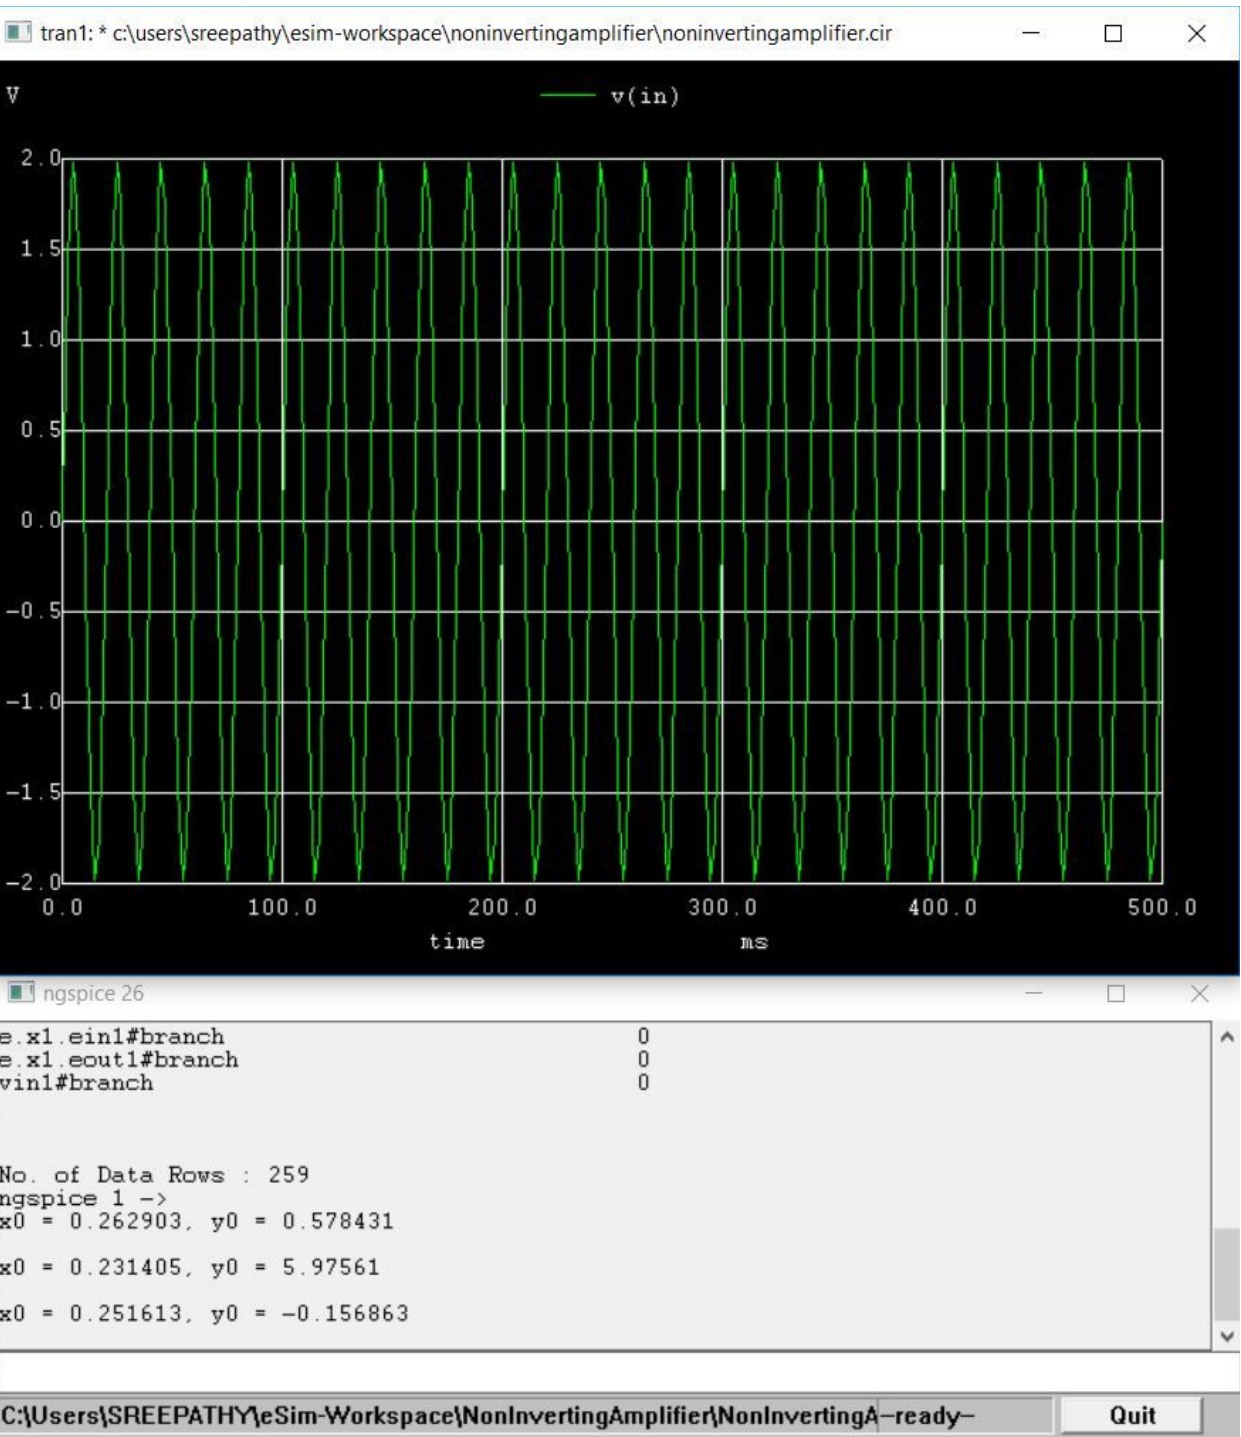 tran1: * c:\users\sreepathy\esim-workspace\noninvertingamplifier\noninvertingamplifier.cir
V
v(in)
2.0
1.5
1.0
0.5
0.0
-0.5
-1.0
-1.5
-2.0
0.0 100.0 200.0 300.0 400.0 500.0
time ms
ngspice 26
e.x1.ein1#branch 0
e.x1.eout1#branch 0
vin1#branch 0
No. of Data Rows : 259
ngspice 1 ->
x0 = 0.262903, y0 = 0.578431
x0 = 0.231405, y0 = 5.97561
x0 = 0.251613, y0 = -0.156863
C:\Users\SREEPATHY\eSim-Workspace\NonInvertingAmplifier\NonInvertingA --ready-- Quit